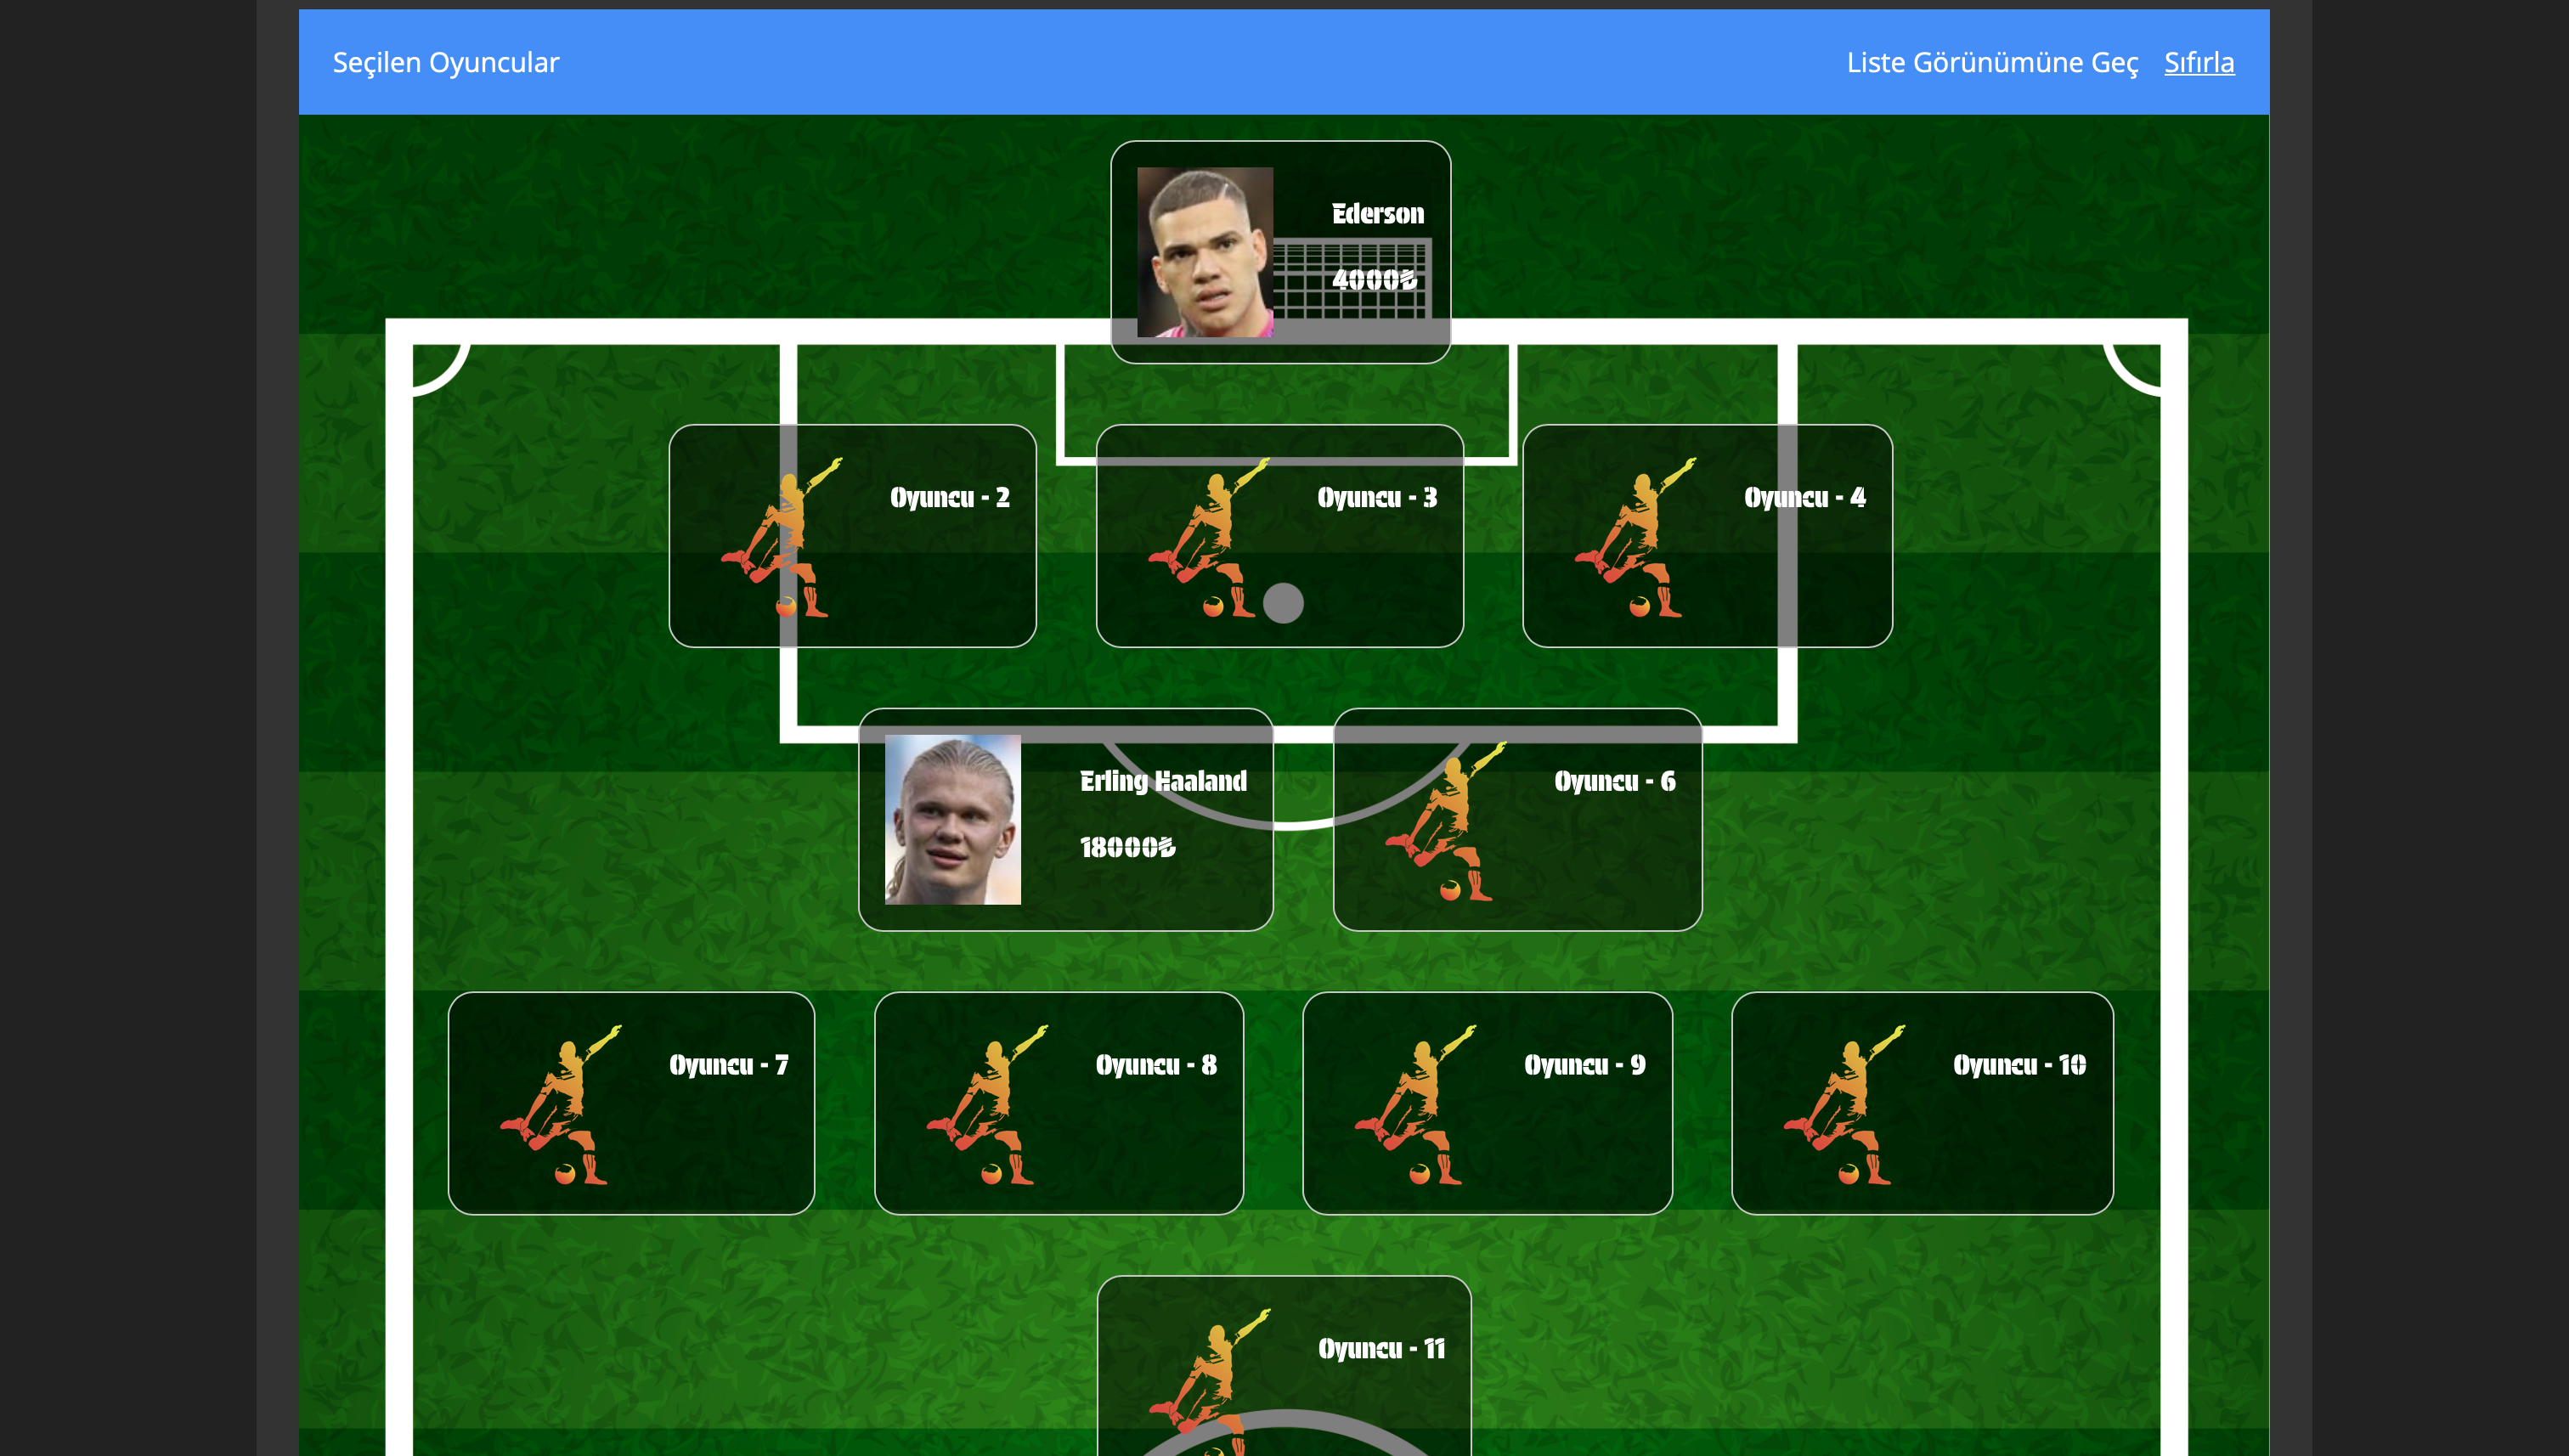 Seçilen Oyuncular
Liste Görünümüne Geç Sıfırla
Ederson
4000₺
Oyuncu - 2
Oyuncu - 3
Oyuncu - 4
Erling Haaland
18000₺
Oyuncu - 6
Oyuncu - 7
Oyuncu - 8
Oyuncu - 9
Oyuncu - 10
Oyuncu - 11